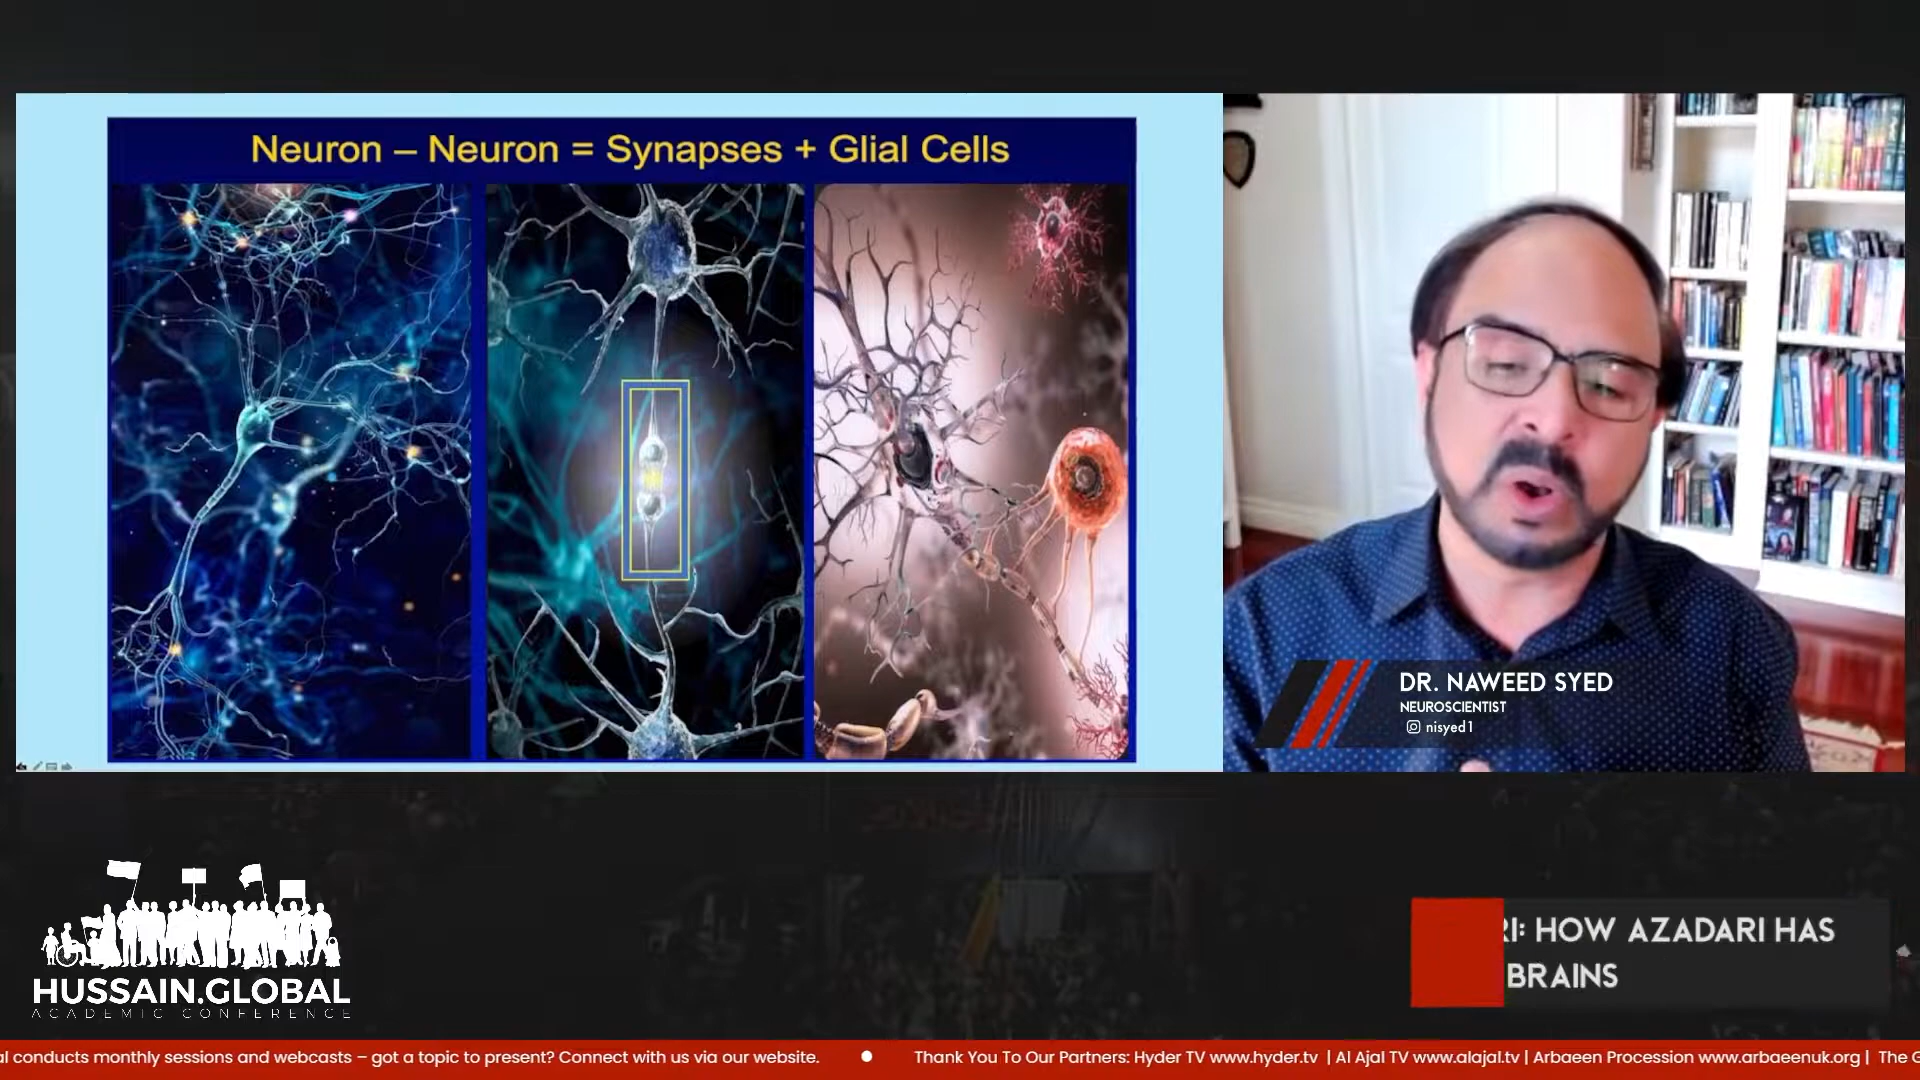 Neuron – Neuron = Synapses + Glial Cells
DR. NAWEED SYED
NEUROSCIENTIST
nisyed1
HUSSAIN.GLOBAL
ACADEMIC CONFERENCE
RI: HOW AZADARI HAS
BRAINS
al conducts monthly sessions and webcasts – got a topic to present? Connect with us via our website. ● Thank You To Our Partners: Hyder TV www.hyder.tv | Al Ajal TV www.alajal.tv | Arbaeen Procession www.arbaeenuk.org | The G